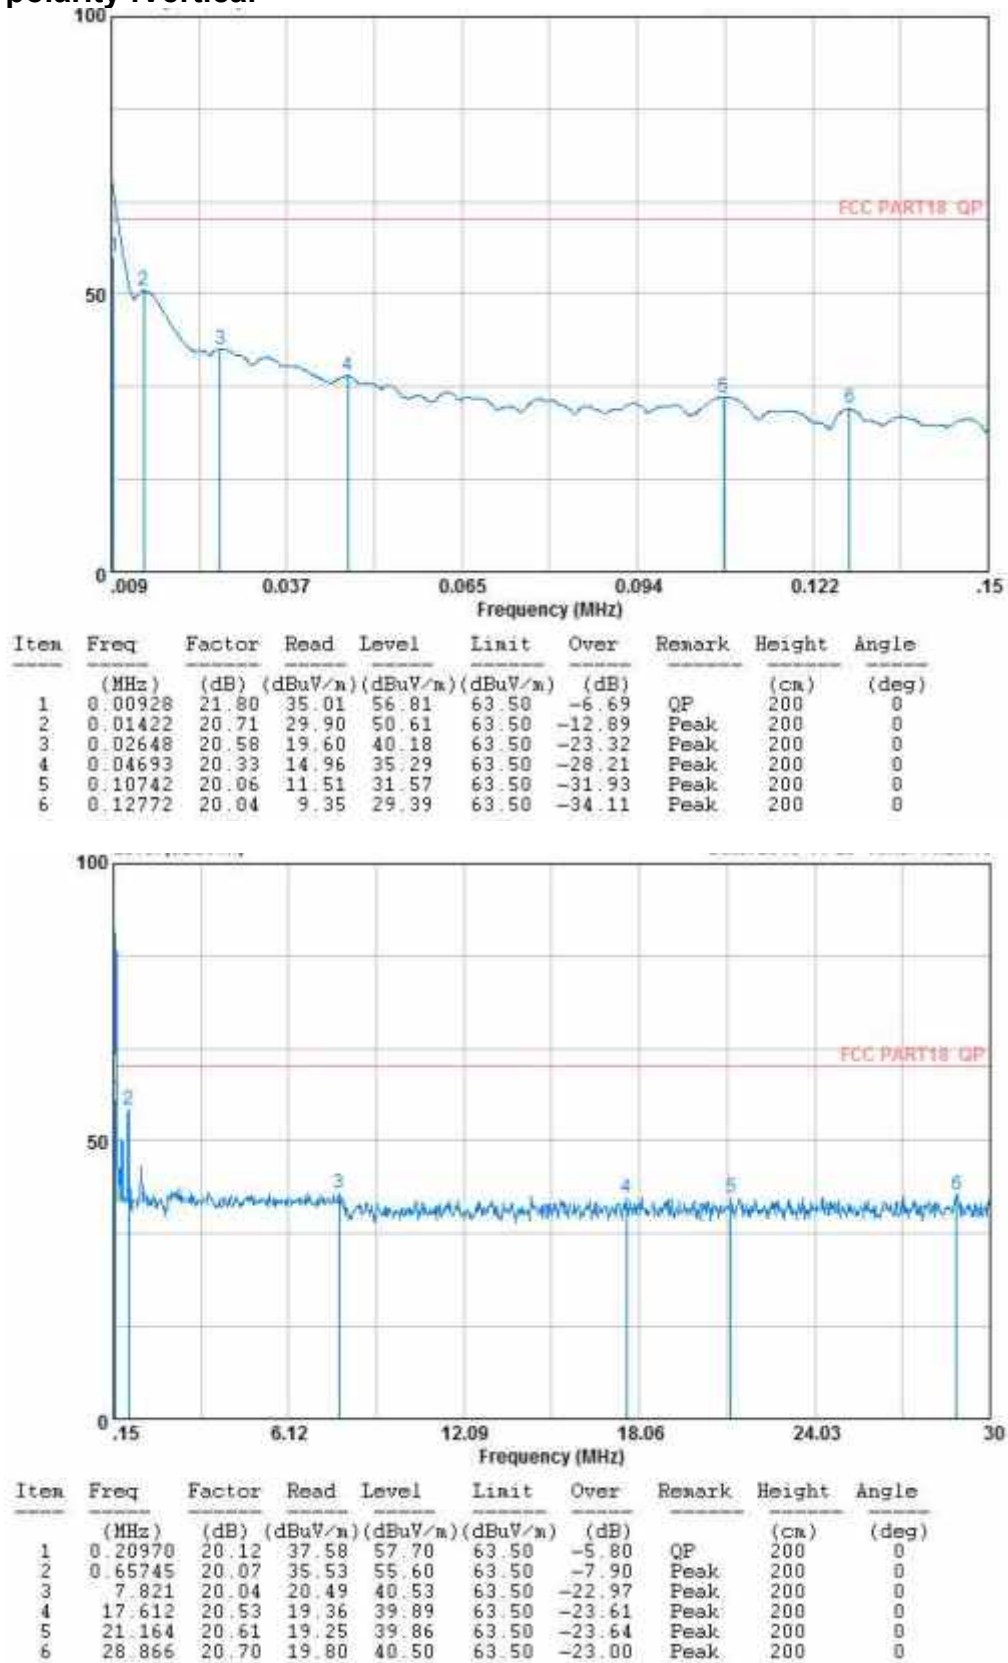 polarity :Vertical
100
FCC PART18 QP
1
2
50
3
4
5
6
0
.009 0.037 0.065 0.094 0.122 .15
Frequency (MHz)
Item Freq Factor Read Level Limit Over Remark Height Angle
(MHz) (dB) (dBuV/m)(dBuV/m)(dBuV/m) (dB) (cm) (deg)
1 0.00928 21.80 35.01 56.81 63.50 -6.69 QP 200 0
2 0.01422 20.71 29.90 50.61 63.50 -12.89 Peak 200 0
3 0.02648 20.58 19.60 40.18 63.50 -23.32 Peak 200 0
4 0.04693 20.33 14.96 35.29 63.50 -28.21 Peak 200 0
5 0.10742 20.06 11.51 31.57 63.50 -31.93 Peak 200 0
6 0.12772 20.04 9.35 29.39 63.50 -34.11 Peak 200 0
100
FCC PART18 QP
2
50
3 4 5 6
0
.15 6.12 12.09 18.06 24.03 30
Frequency (MHz)
Item Freq Factor Read Level Limit Over Remark Height Angle
(MHz) (dB) (dBuV/m)(dBuV/m)(dBuV/m) (dB) (cm) (deg)
1 0.20970 20.12 37.58 57.70 63.50 -5.80 QP 200 0
2 0.65745 20.07 35.53 55.60 63.50 -7.90 Peak 200 0
3 7.821 20.04 20.49 40.53 63.50 -22.97 Peak 200 0
4 17.612 20.53 19.36 39.89 63.50 -23.61 Peak 200 0
5 21.164 20.61 19.25 39.86 63.50 -23.64 Peak 200 0
6 28.866 20.70 19.80 40.50 63.50 -23.00 Peak 200 0